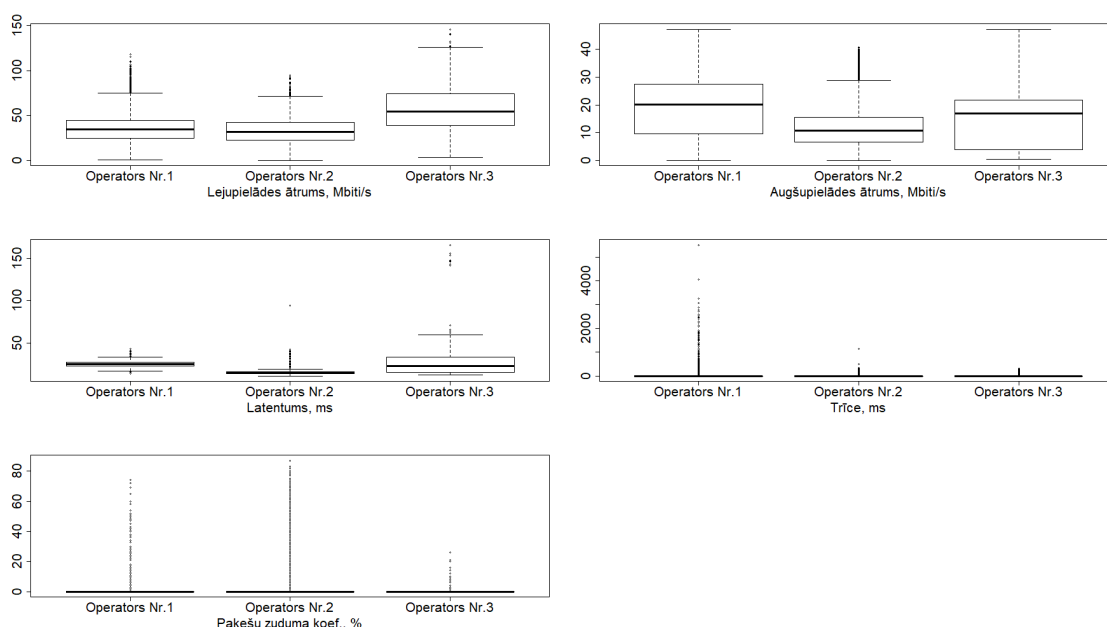 150
100
50
0
Operators Nr.1 Operators Nr.2 Operators Nr.3
Lejupielādes ātrums, Mbiti/s
40
30
20
10
0
Operators Nr.1 Operators Nr.2 Operators Nr.3
Augšupielādes ātrums, Mbiti/s
150
100
50
Operators Nr.1 Operators Nr.2 Operators Nr.3
Latentums, ms
4000
2000
0
Operators Nr.1 Operators Nr.2 Operators Nr.3
Trīce, ms
80
60
40
20
0
Operators Nr.1 Operators Nr.2 Operators Nr.3
Pakešu zuduma koef., %